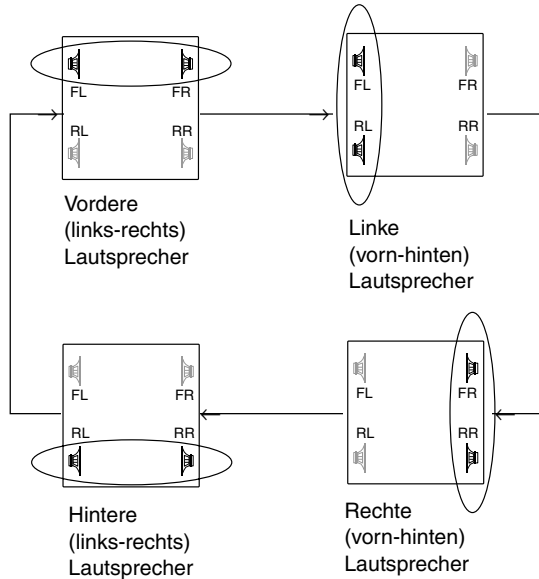 FL FR
RL RR
Vordere
(links-rechts)
Lautsprecher
FL FR
RL RR
Linke
(vorn-hinten)
Lautsprecher
FL FR
RL RR
Hintere
(links-rechts)
Lautsprecher
FL FR
RL RR
Rechte
(vorn-hinten)
Lautsprecher